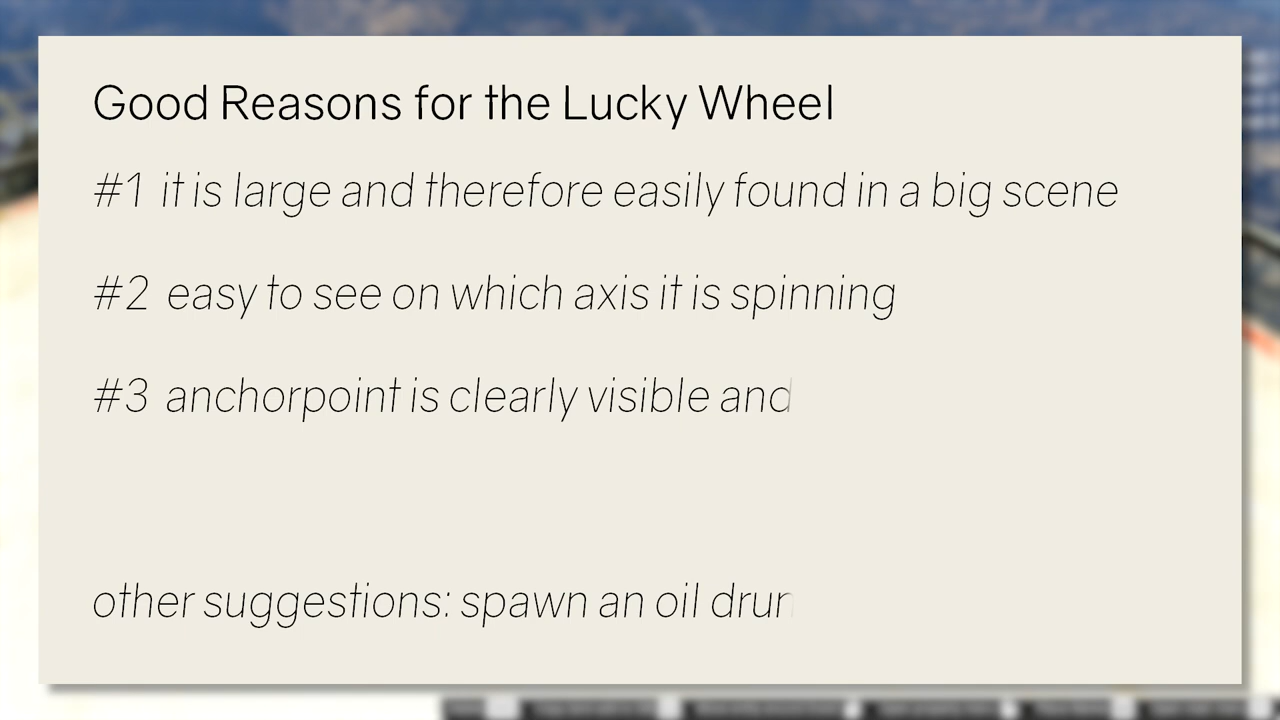 Good Reasons for the Lucky Wheel
#1 it is large and therefore easily found in a big scene
#2 easy to see on which axis it is spinning
#3 anchorpoint is clearly visible and
other suggestions: spawn an oil